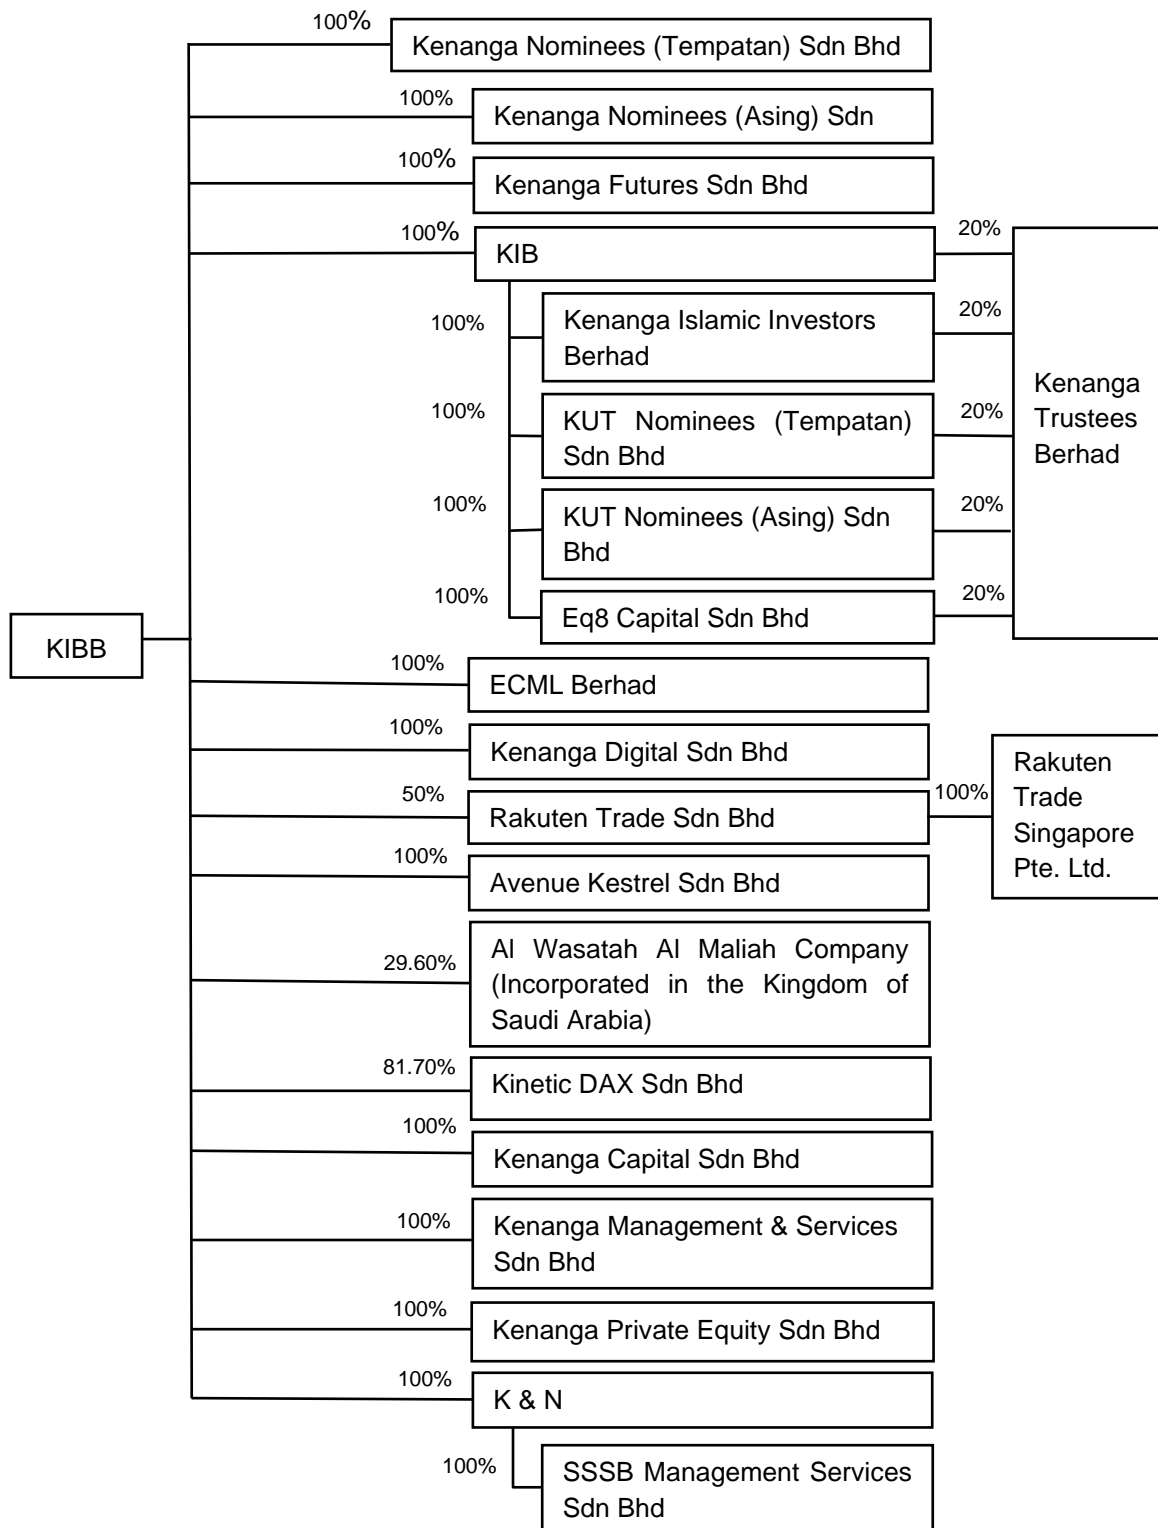 100%
Kenanga Nominees (Tempatan) Sdn Bhd
100%
Kenanga Nominees (Asing) Sdn
100%
Kenanga Futures Sdn Bhd
100%
KIB
20%
100%
Kenanga Islamic Investors
Berhad
20%
100%
KUT Nominees (Tempatan)
Sdn Bhd
20%
Kenanga
Trustees
Berhad
100%
KUT Nominees (Asing) Sdn
Bhd
20%
100%
Eq8 Capital Sdn Bhd
20%
KIBB
100%
ECML Berhad
100%
Kenanga Digital Sdn Bhd
50%
Rakuten Trade Sdn Bhd
100%
Rakuten
Trade
Singapore
Pte. Ltd.
100%
Avenue Kestrel Sdn Bhd
29.60%
Al Wasatah Al Maliah Company
(Incorporated in the Kingdom of
Saudi Arabia)
81.70%
Kinetic DAX Sdn Bhd
100%
Kenanga Capital Sdn Bhd
100%
Kenanga Management & Services
Sdn Bhd
100%
Kenanga Private Equity Sdn Bhd
100%
K & N
100%
SSSB Management Services
Sdn Bhd